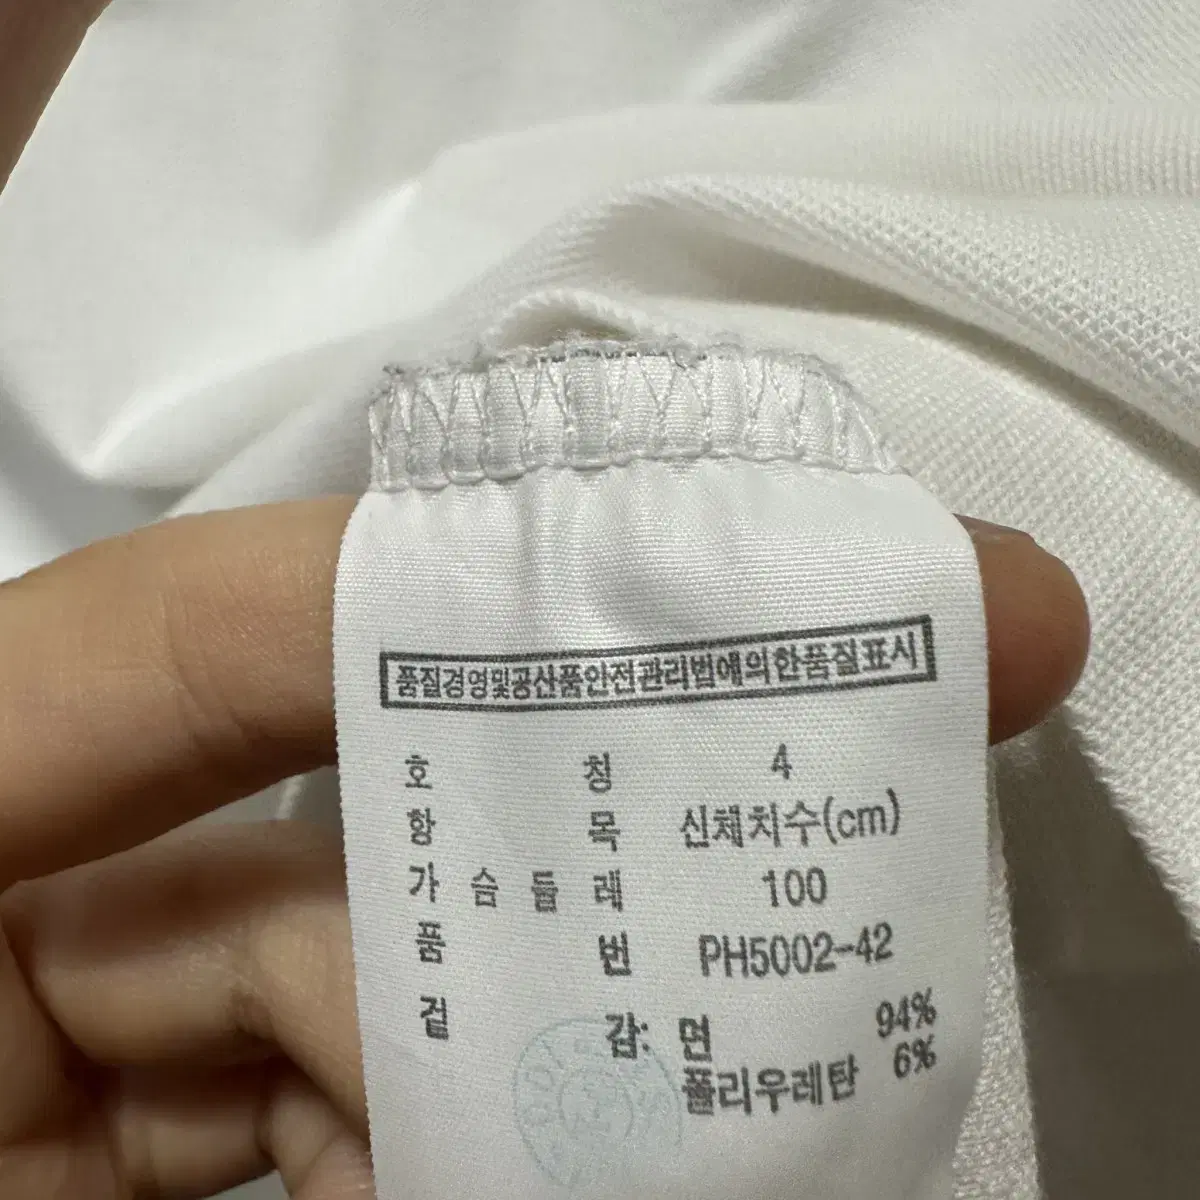 품질경영및공산품안전관리법에의한품질표시
호 칭 4
항 목 신체치수(cm)
가 슴 둘 레 100
품 번 PH5002-42
겉 감: 면 94%
폴리우레탄 6%